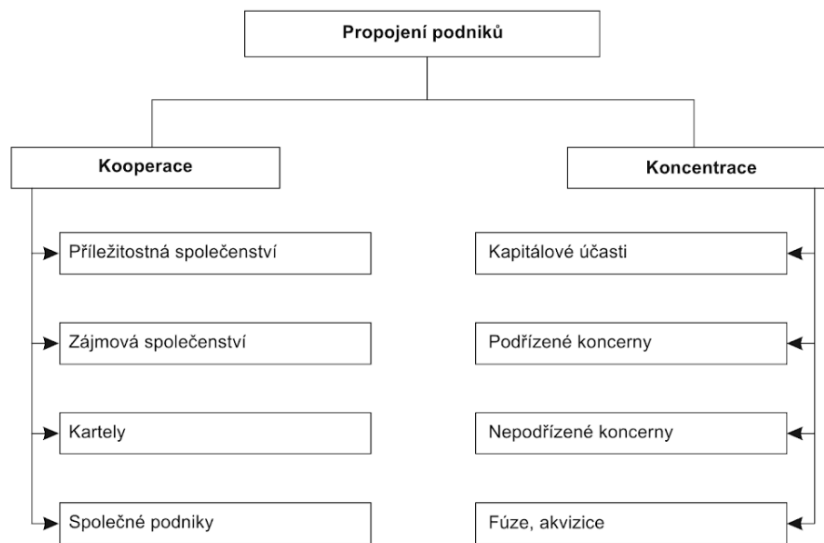 Propojení podniků
Kooperace
Koncentrace
Příležitostná společenství
Kapitálové účasti
Zájmová společenství
Podřízené koncerny
Kartely
Nepodřízené koncerny
Společné podniky
Fúze, akvizice